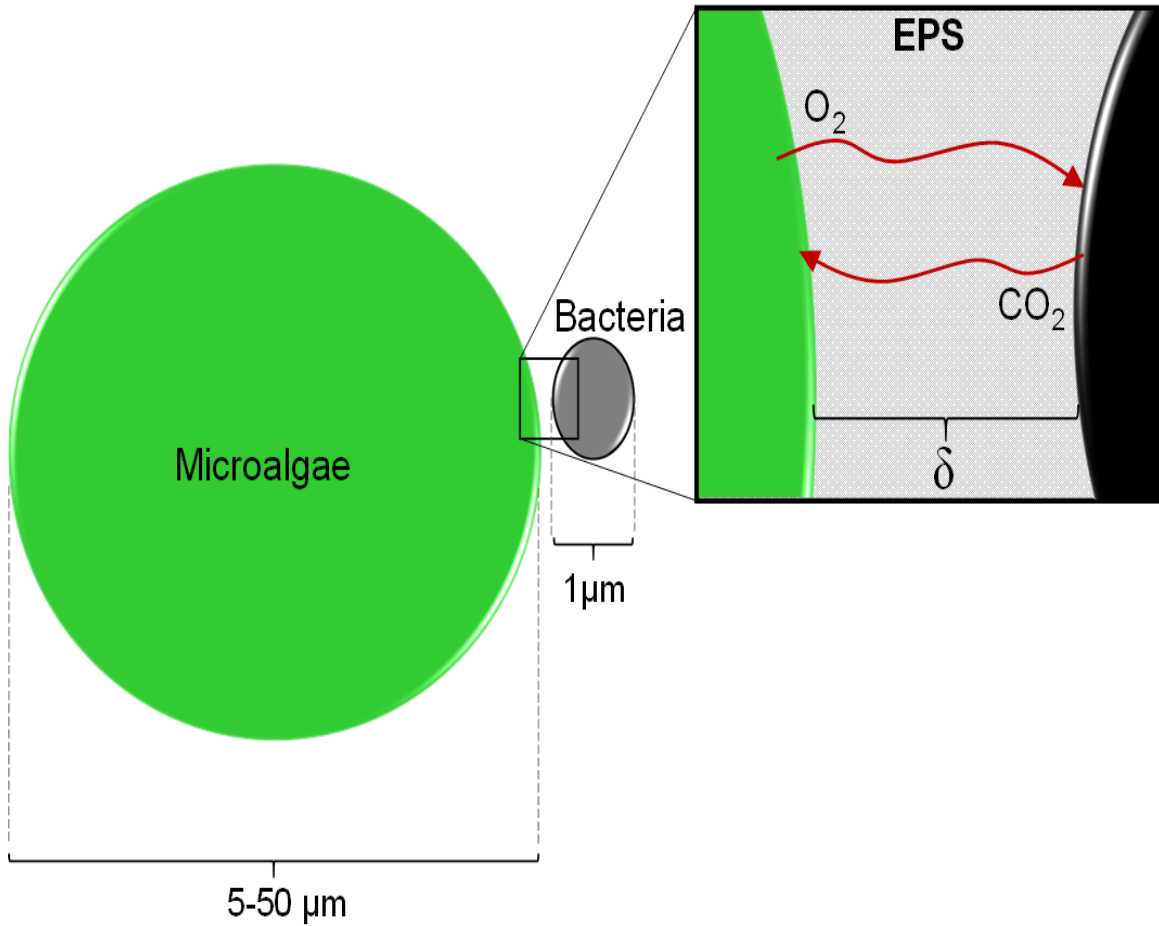 EPS
O₂
CO₂
δ
Bacteria
Microalgae
1µm
5-50 µm